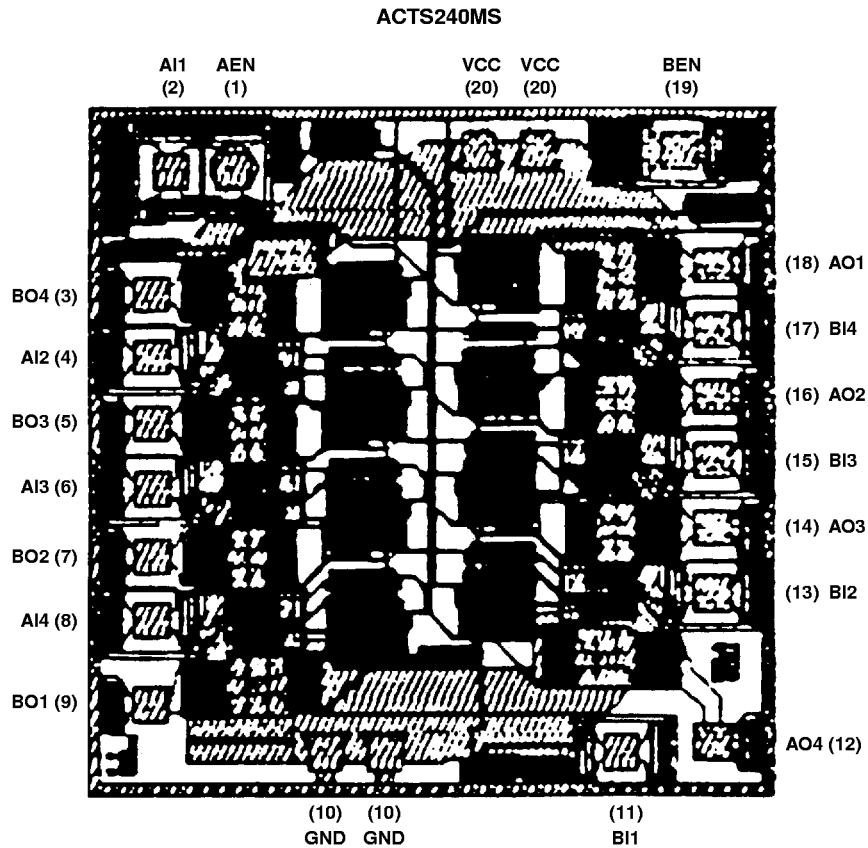 ACTS240MS
AI1 AEN VCC VCC BEN
(2) (1) (20) (20) (19)
(18) AO1
BO4 (3)
(17) BI4
AI2 (4)
(16) AO2
BO3 (5)
(15) BI3
AI3 (6)
(14) AO3
BO2 (7)
(13) BI2
AI4 (8)
BO1 (9)
AO4 (12)
(10) (10) (11)
GND GND BI1